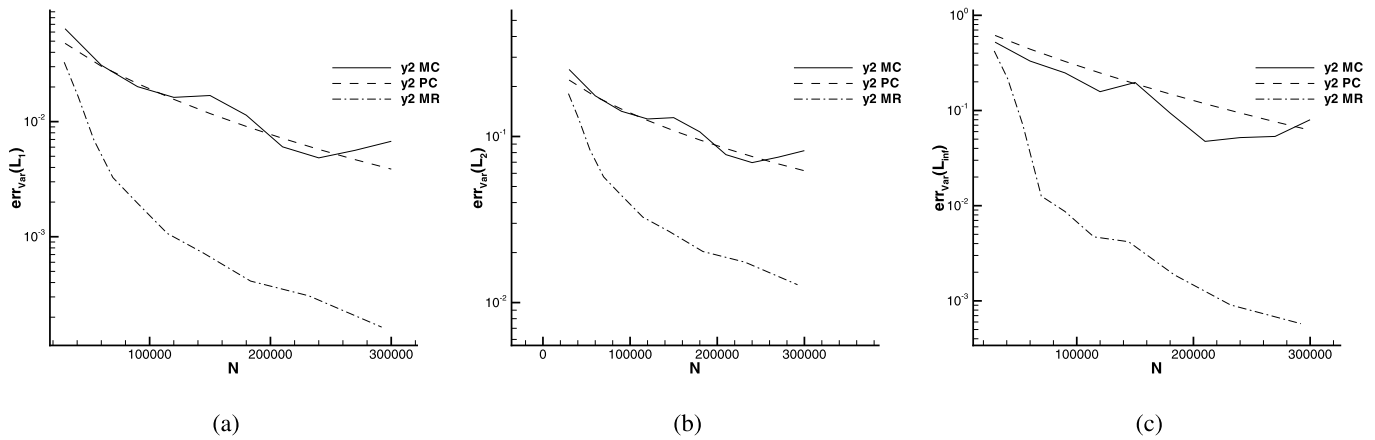 err_var(L_1)
10^-2
10^-3
y2 MC
y2 PC
y2 MR
100000 200000 300000
N
(a)
err_var(L_2)
10^-1
10^-2
y2 MC
y2 PC
y2 MR
0 100000 200000 300000
N
(b)
err_var(L_inf)
10^0
10^-1
10^-2
10^-3
y2 MC
y2 PC
y2 MR
100000 200000 300000
N
(c)